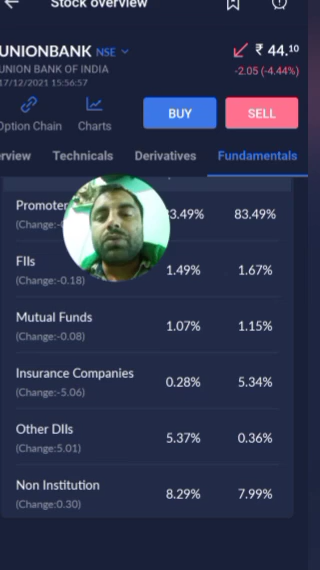 Stock overview
UNIONBANK NSE
₹ 44.10
UNION BANK OF INDIA
-2.05 (-4.44%)
17/12/2021 15:56:57
Option Chain
Charts
BUY
SELL
rview Technicals Derivatives Fundamentals
Promoter 3.49% 83.49%
(Change:-
FIIs 1.49% 1.67%
(Change:-0.18)
Mutual Funds 1.07% 1.15%
(Change:-0.08)
Insurance Companies 0.28% 5.34%
(Change:-5.06)
Other DIIs 5.37% 0.36%
(Change:5.01)
Non Institution 8.29% 7.99%
(Change:0.30)